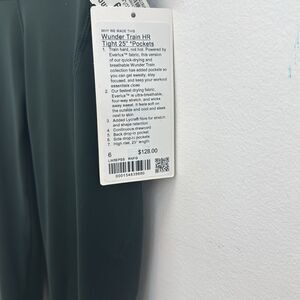 WHY WE MADE THIS
Wunder Train HR
Tight 25" *Pockets
1. Train hard, not hot. Powered by
Everlux™ fabric, this version
of our quick-drying and
breathable Wunder Train
collection has added pockets so
you can get sweaty, stay
focused, and keep your workout
essentials close
2. Our fastest-drying fabric,
Everlux™ is ultra-breathable,
four-way stretch, and wicks
sweat away from the skin.
It feels soft and cool on the
sleek next to skin
3. Added Lycra® fibre for stretch
and shape retention
4. Continuous drawcord
5. Back drop-in pocket
6. Side drop-in pockets
7. High rise, 25" length
6
$128.00